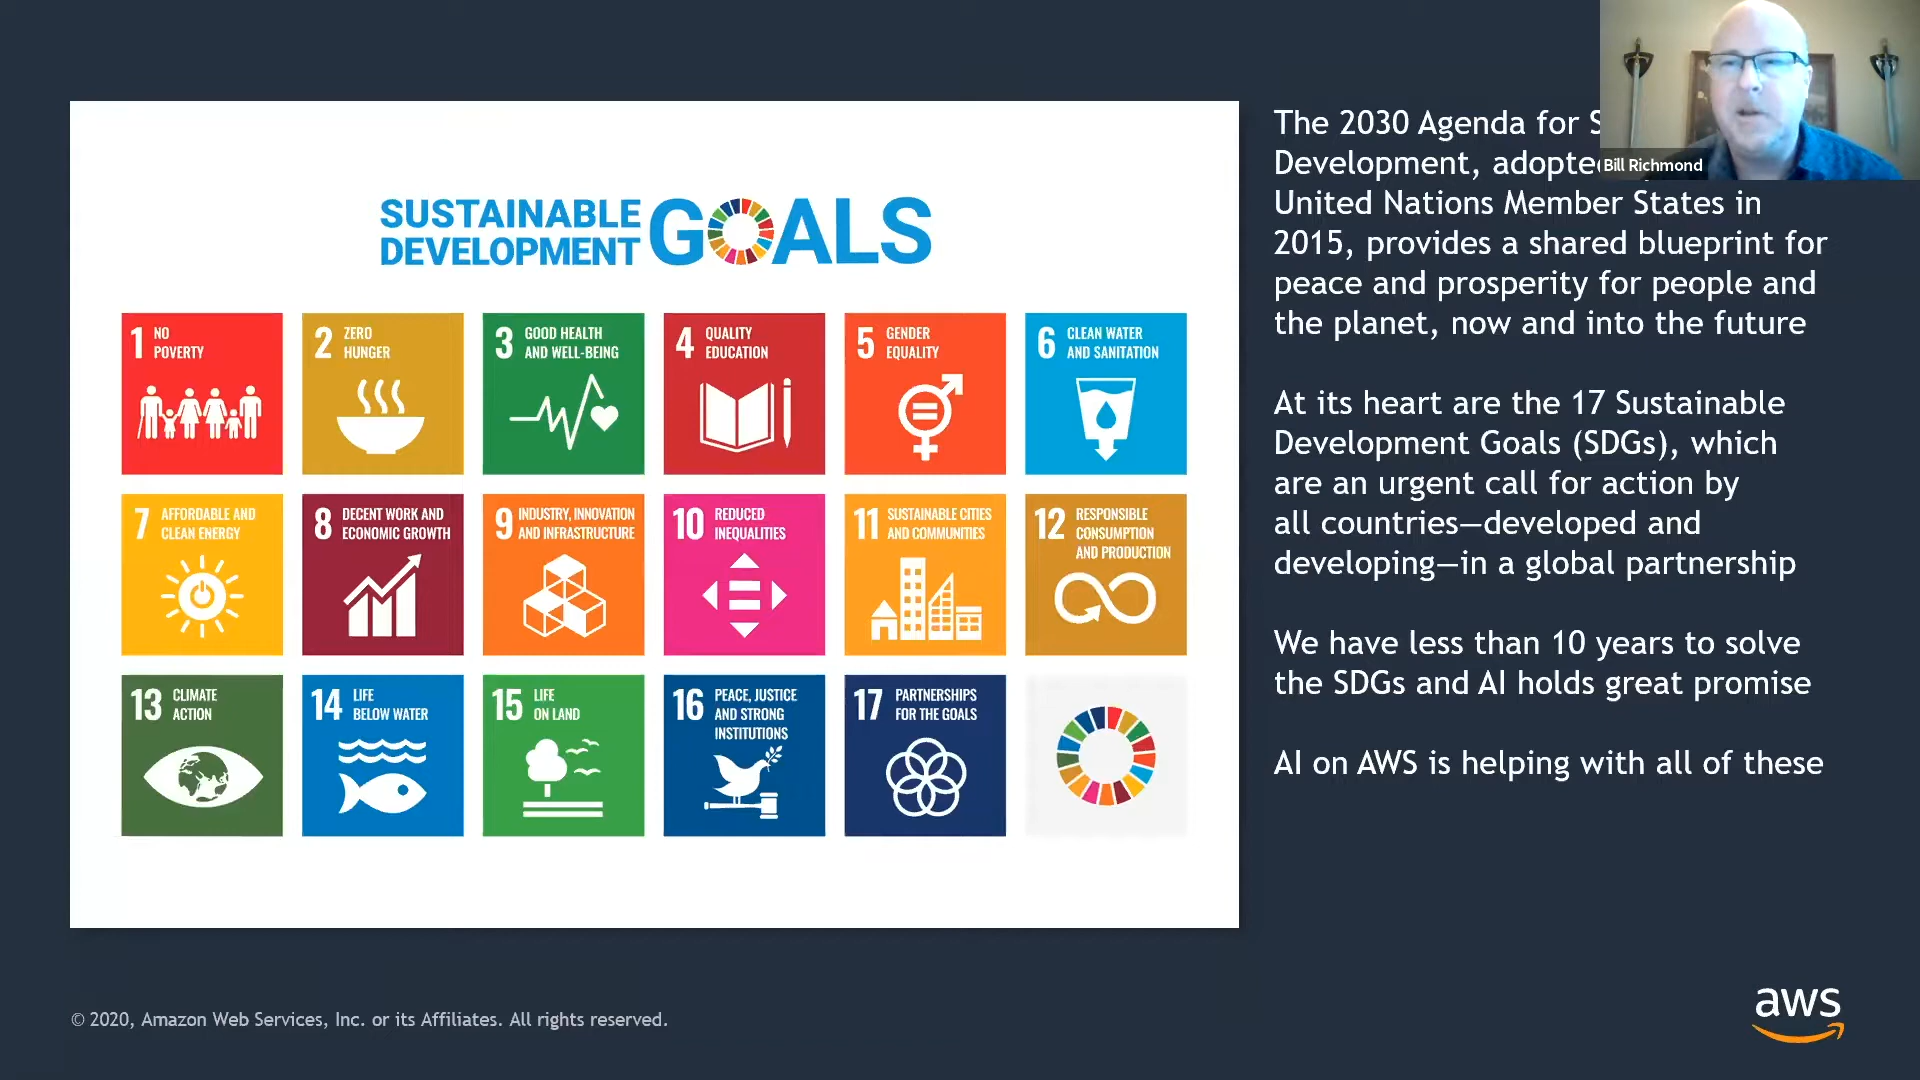 SUSTAINABLE
DEVELOPMENT
GOALS
1 NO
POVERTY
2 ZERO
HUNGER
3 GOOD HEALTH
AND WELL-BEING
4 QUALITY
EDUCATION
5 GENDER
EQUALITY
6 CLEAN WATER
AND SANITATION
7 AFFORDABLE AND
CLEAN ENERGY
8 DECENT WORK AND
ECONOMIC GROWTH
9 INDUSTRY, INNOVATION
AND INFRASTRUCTURE
10 REDUCED
INEQUALITIES
11 SUSTAINABLE CITIES
AND COMMUNITIES
12 RESPONSIBLE
CONSUMPTION
AND PRODUCTION
13 CLIMATE
ACTION
14 LIFE
BELOW WATER
15 LIFE
ON LAND
16 PEACE, JUSTICE
AND STRONG
INSTITUTIONS
17 PARTNERSHIPS
FOR THE GOALS
The 2030 Agenda for
Development,
United Nations Member States in
2015, provides a shared blueprint for
peace and prosperity for people and
the planet, now and into the future
At its heart are the 17 Sustainable
Development Goals (SDGs), which
are an urgent call for action by
all countries—developed and
developing—in a global partnership
We have less than 10 years to solve
the SDGs and AI holds great promise
AI on AWS is helping with all of these
Bill Richmond
© 2020, Amazon Web Services, Inc. or its Affiliates. All rights reserved.
aws